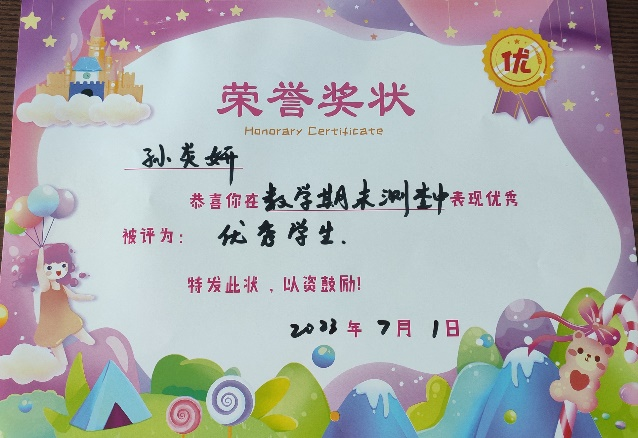 优
荣誉奖状
Honorary Certificate
孙炎妍
恭喜你在数学期末测查中表现优秀
被评为：优秀学生.
特发此状，以资鼓励！
2023年7月1日